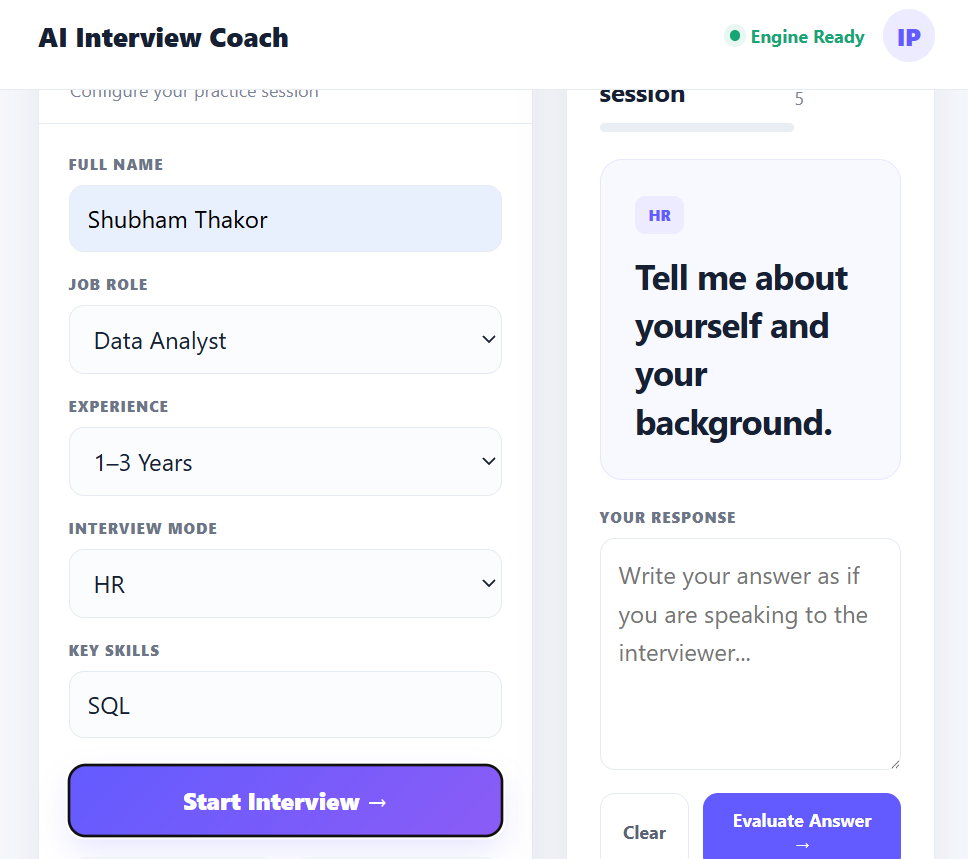 AI Interview Coach
Engine Ready
IP
Configure your practice session
FULL NAME
Shubham Thakor
JOB ROLE
Data Analyst
EXPERIENCE
1–3 Years
INTERVIEW MODE
HR
KEY SKILLS
SQL
Start Interview →
session
5
HR
Tell me about
yourself and
your
background.
YOUR RESPONSE
Write your answer as if
you are speaking to the
interviewer...
Clear
Evaluate Answer
→